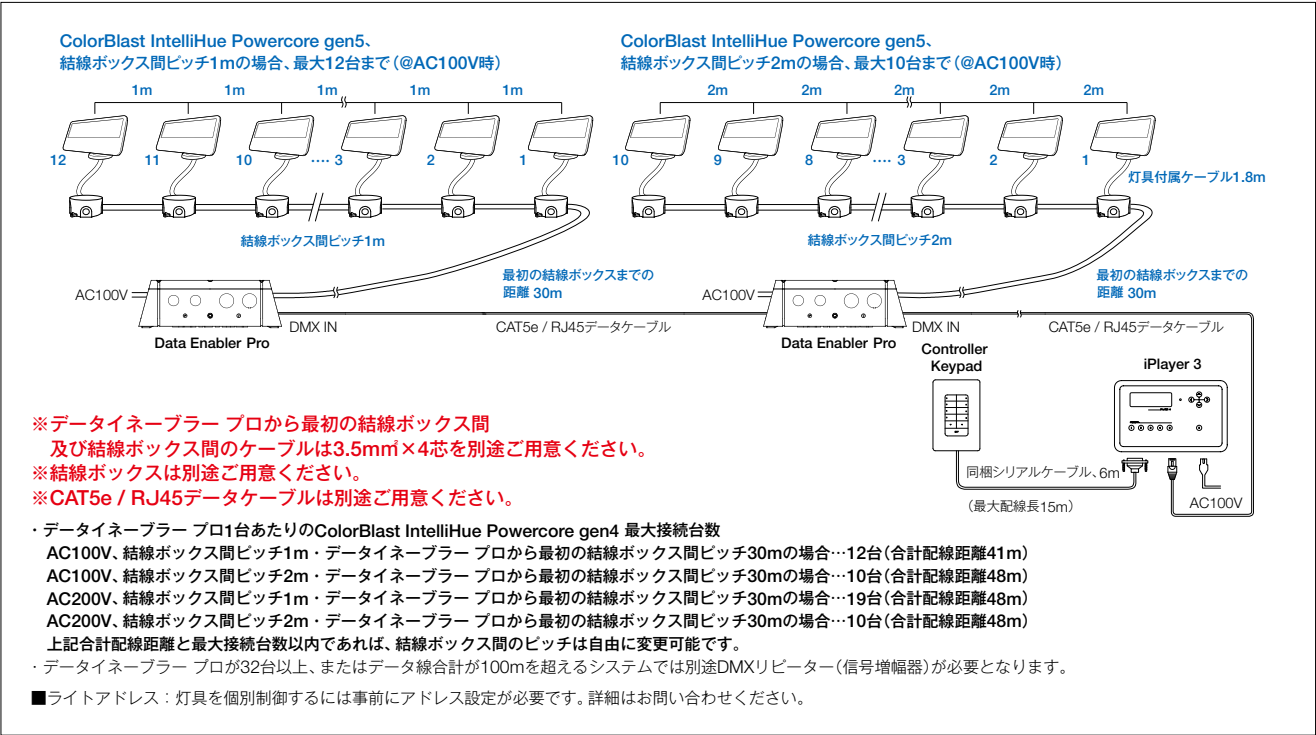 ColorBlast IntelliHue Powercore gen5、
結線ボックス間ピッチ1mの場合、最大12台まで（@AC100V時）
1m 1m 1m 1m 1m
12 11 10 ···· 3 2 1
結線ボックス間ピッチ1m
最初の結線ボックスまでの
距離 30m
AC100V
DMX IN
CAT5e / RJ45データケーブル
Data Enabler Pro
ColorBlast IntelliHue Powercore gen5、
結線ボックス間ピッチ2mの場合、最大10台まで（@AC100V時）
2m 2m 2m 2m 2m
10 9 8 ···· 3 2 1
灯具付属ケーブル1.8m
結線ボックス間ピッチ2m
最初の結線ボックスまでの
距離 30m
AC100V
DMX IN
CAT5e / RJ45データケーブル
Data Enabler Pro
Controller
Keypad
iPlayer 3
同梱シリアルケーブル、6m
（最大配線長15m）
AC100V
※データイネーブラー プロから最初の結線ボックス間
及び結線ボックス間のケーブルは3.5m㎡×4芯を別途ご用意ください。
※結線ボックスは別途ご用意ください。
※CAT5e / RJ45データケーブルは別途ご用意ください。
・データイネーブラー プロ1台あたりのColorBlast IntelliHue Powercore gen4 最大接続台数
AC100V、結線ボックス間ピッチ1m・データイネーブラー プロから最初の結線ボックス間ピッチ30mの場合…12台（合計配線距離41m）
AC100V、結線ボックス間ピッチ2m・データイネーブラー プロから最初の結線ボックス間ピッチ30mの場合…10台（合計配線距離48m）
AC200V、結線ボックス間ピッチ1m・データイネーブラー プロから最初の結線ボックス間ピッチ30mの場合…19台（合計配線距離48m）
AC200V、結線ボックス間ピッチ2m・データイネーブラー プロから最初の結線ボックス間ピッチ30mの場合…10台（合計配線距離48m）
上記合計配線距離と最大接続台数以内であれば、結線ボックス間のピッチは自由に変更可能です。
・データイネーブラー プロが32台以上、またはデータ線合計が100mを超えるシステムでは別途DMXリピーター（信号増幅器）が必要となります。
■ライトアドレス：灯具を個別制御するには事前にアドレス設定が必要です。詳細はお問い合わせください。